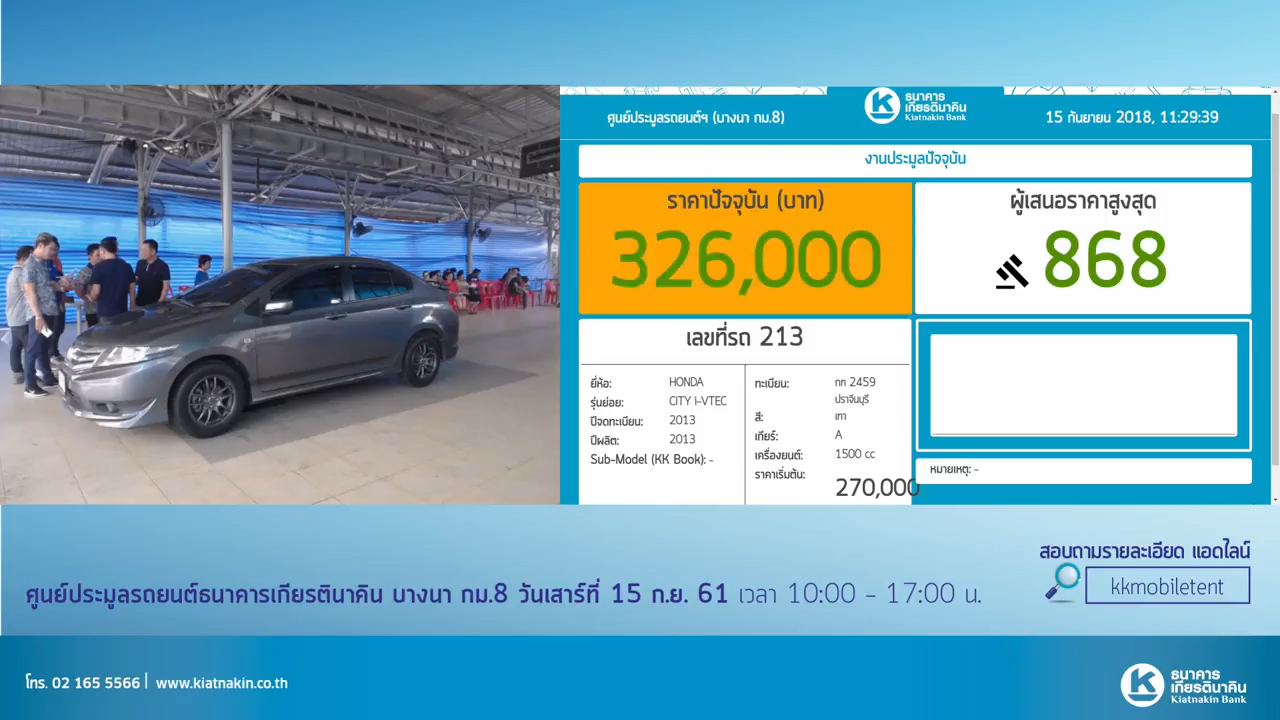 ศูนย์ประมูลรถยนต์ฯ (บางนา กม.8)
ธนาคาร
เกียรตินาคิน
Kiatnakin Bank
15 กันยายน 2018, 11:29:39
งานประมูลปัจจุบัน
ราคาปัจจุบัน (บาท)
326,000
ผู้เสนอราคาสูงสุด
868
เลขที่รถ 213
ยี่ห้อ: HONDA
รุ่นย่อย: CITY i-VTEC
ปีจดทะเบียน: 2013
ปีผลิต: 2013
Sub-Model (KK Book): -
ทะเบียน: กก 2459
ปราจีนบุรี
สี: เทา
เกียร์: A
เครื่องยนต์: 1500 cc
ราคาเริ่มต้น: 270,000
หมายเหตุ: -
สอบถามรายละเอียด แอดไลน์
kkmobiletent
ศูนย์ประมูลรถยนต์ธนาคารเกียรตินาคิน บางนา กม.8 วันเสาร์ที่ 15 ก.ย. 61 เวลา 10:00 - 17:00 น.
โทร. 02 165 5566 | www.kiatnakin.co.th
ธนาคาร
เกียรตินาคิน
Kiatnakin Bank